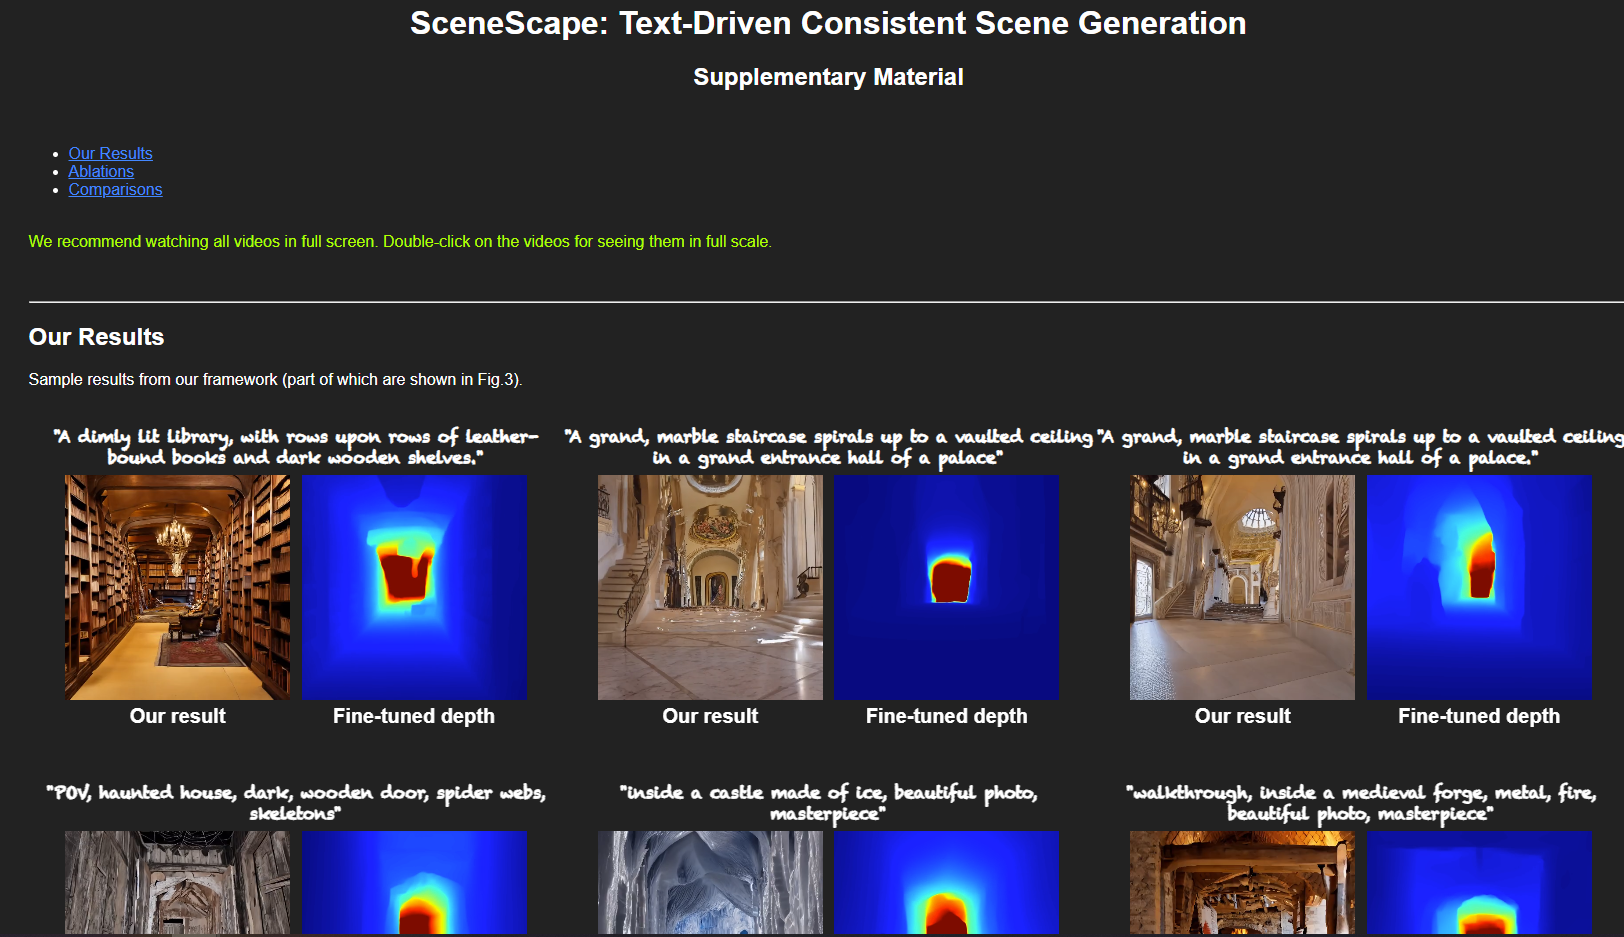 SceneScape: Text-Driven Consistent Scene Generation
Supplementary Material
Our Results
Ablations
Comparisons
We recommend watching all videos in full screen. Double-click on the videos for seeing them in full scale.
Our Results
Sample results from our framework (part of which are shown in Fig.3).
"A dimly lit library, with rows upon rows of leather-
bound books and dark wooden shelves."
"A grand, marble staircase spirals up to a vaulted ceiling
in a grand entrance hall of a palace"
"A grand, marble staircase spirals up to a vaulted ceiling
in a grand entrance hall of a palace."
Our result
Fine-tuned depth
Our result
Fine-tuned depth
Our result
Fine-tuned depth
"POV, haunted house, dark, wooden door, spider webs,
skeletons"
"inside a castle made of ice, beautiful photo,
masterpiece"
"walkthrough, inside a medieval forge, metal, fire,
beautiful photo, masterpiece"